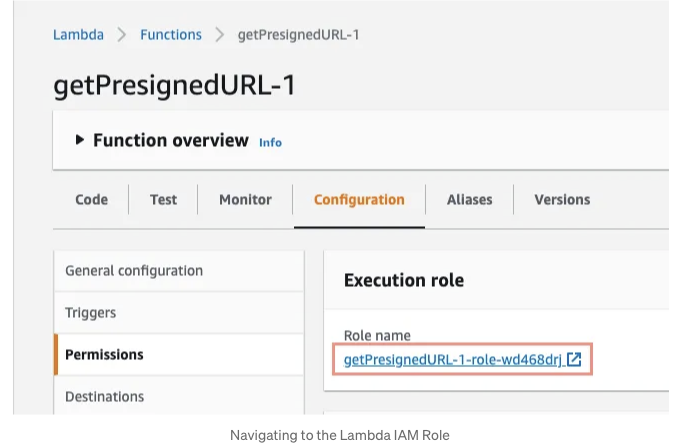 Lambda > Functions > getPresignedURL-1
getPresignedURL-1
Function overview Info
Code Test Monitor Configuration Aliases Versions
General configuration
Execution role
Triggers
Role name
Permissions
getPresignedURL-1-role-wd468drj
Destinations
Navigating to the Lambda IAM Role